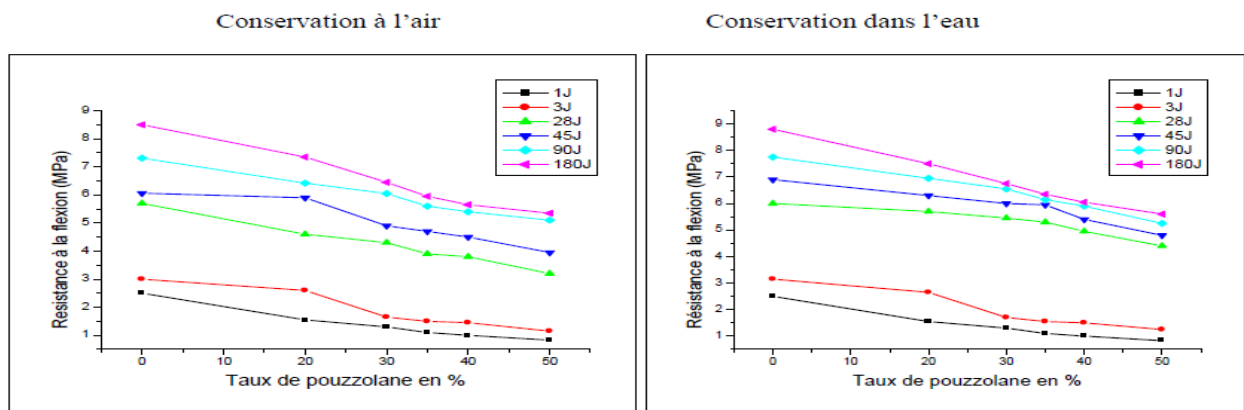 Conservation à l’air
Conservation dans l’eau
1J
3J
28J
45J
90J
180J
9
8
7
6
5
4
3
2
1
Resistance à la flexion (MPa)
0 10 20 30 40 50
Taux de pouzzolane en %
1J
3J
28J
45J
90J
180J
9
8
7
6
5
4
3
2
1
Résistance à la flexion (MPa)
0 10 20 30 40 50
Taux de pouzzolane en %